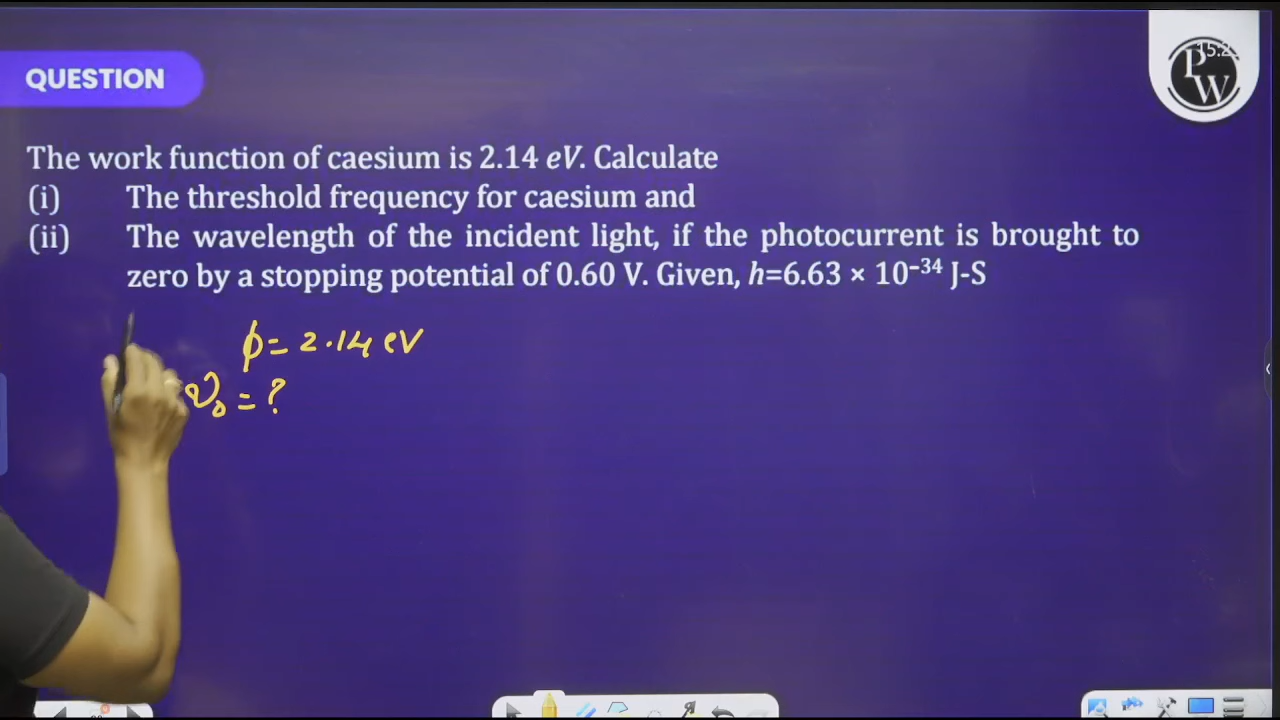 QUESTION
PW
The work function of caesium is 2.14 eV. Calculate
(i) The threshold frequency for caesium and
(ii) The wavelength of the incident light, if the photocurrent is brought to
zero by a stopping potential of 0.60 V. Given, h=6.63 × 10⁻³⁴ J-S
ϕ = 2.14 eV
ν₀ = ?